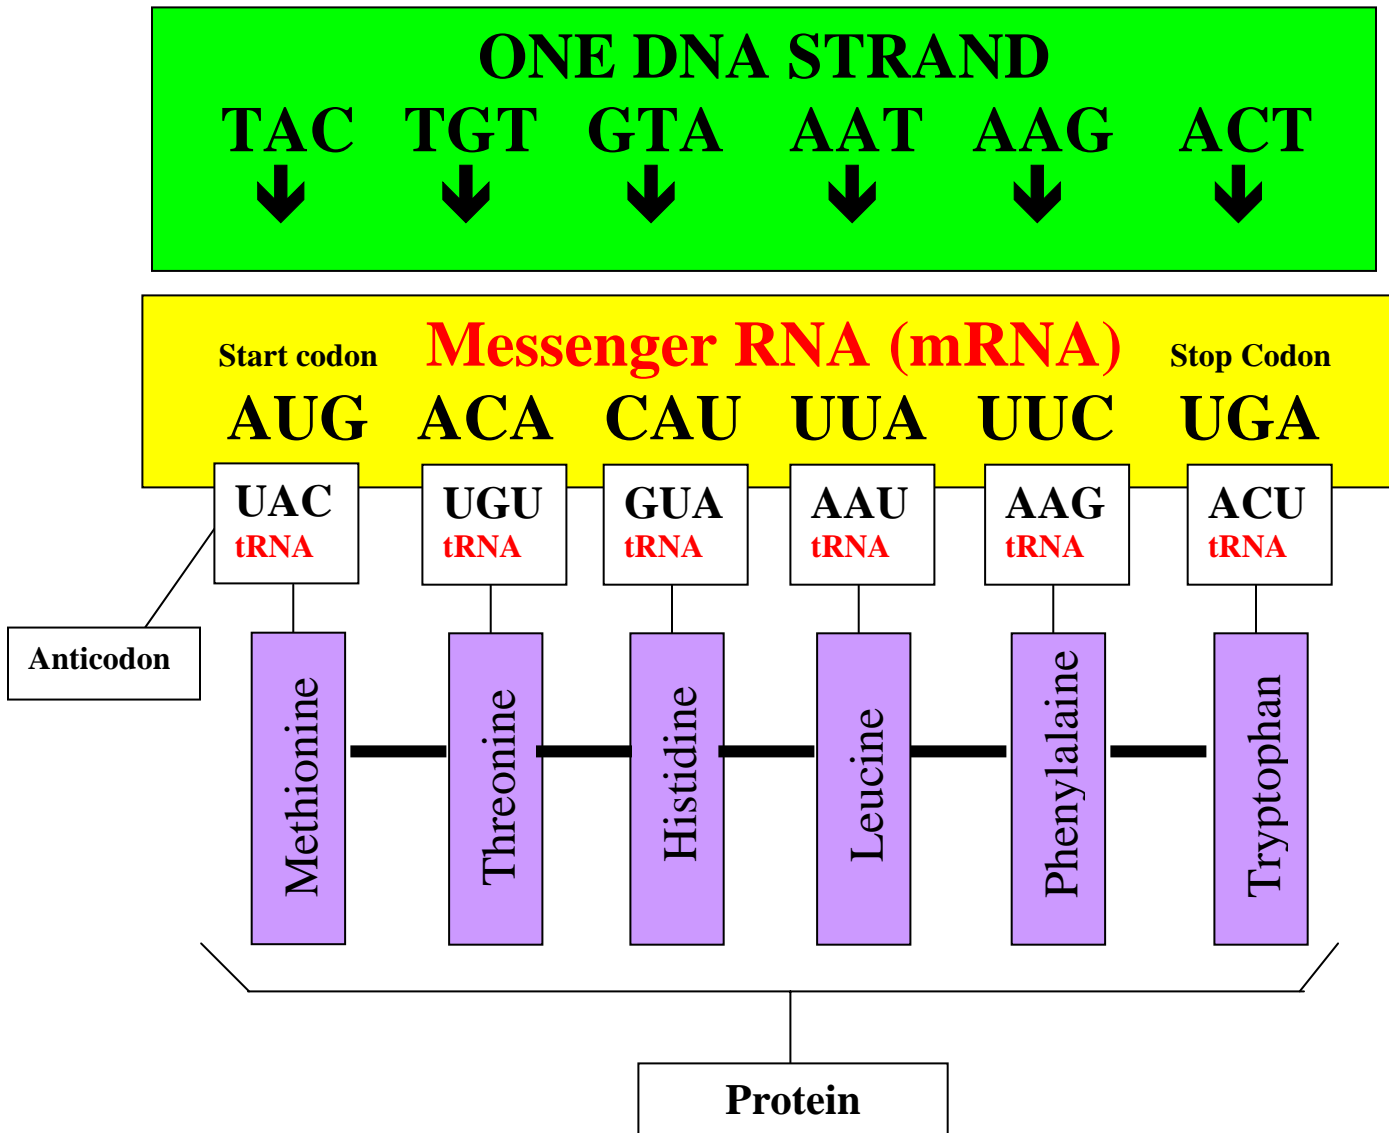 ONE DNA STRAND
TAC TGT GTA AAT AAG ACT
Start codon Messenger RNA (mRNA) Stop Codon
AUG ACA CAU UUA UUC UGA
UAC UGU GUA AAU AAG ACU
tRNA tRNA tRNA tRNA tRNA tRNA
Anticodon
Methionine
Threonine
Histidine
Leucine
Phenylalaine
Tryptophan
Protein